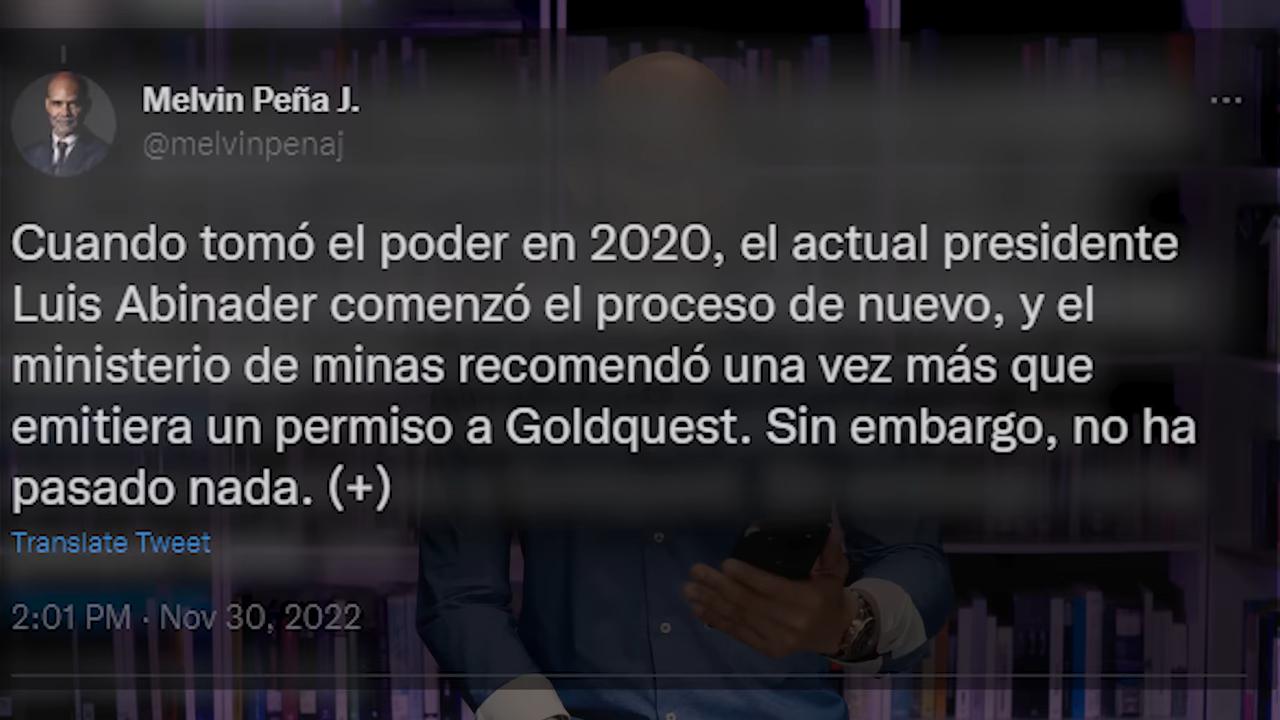 Melvin Peña J.
@melvinpenaj
Cuando tomó el poder en 2020, el actual presidente
Luis Abinader comenzó el proceso de nuevo, y el
ministerio de minas recomendó una vez más que
emitiera un permiso a Goldquest. Sin embargo, no ha
pasado nada. (+)
Translate Tweet
2:01 PM · Nov 30, 2022